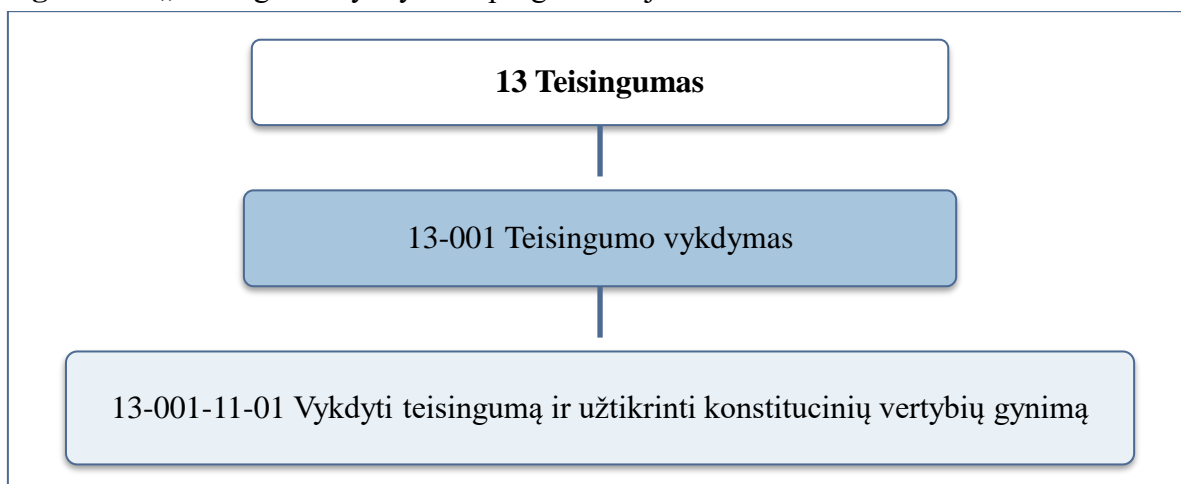 13 Teisingumas
13-001 Teisingumo vykdymas
13-001-11-01 Vykdyti teisingumą ir užtikrinti konstitucinių vertybių gynimą